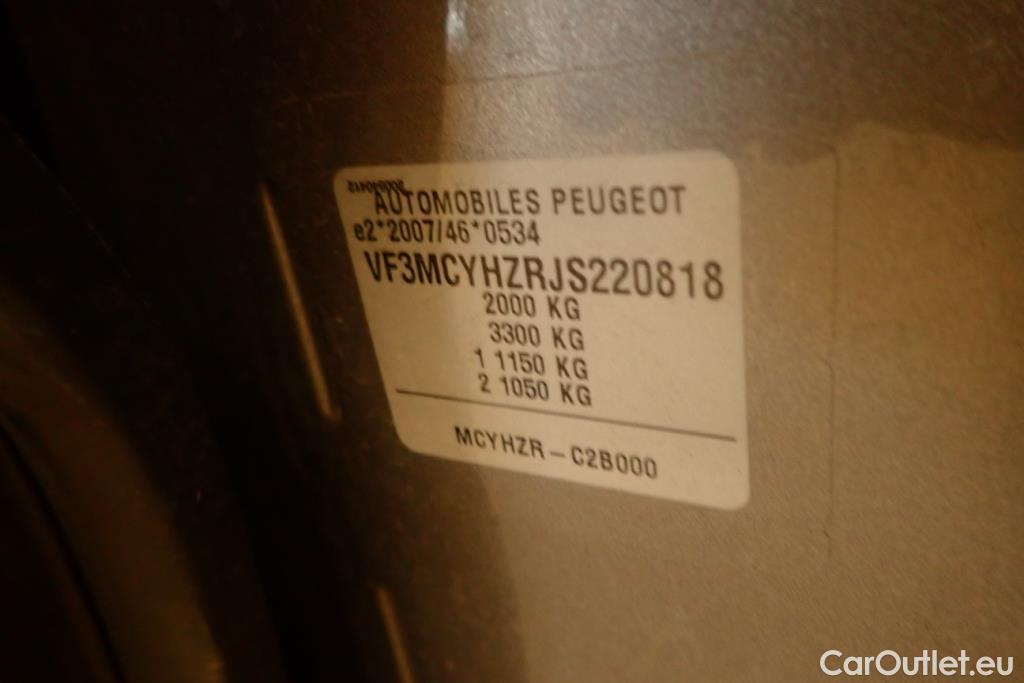 AUTOMOBILES PEUGEOT
e2*2007/46*0534
VF3MCYHZRJS220818
2000 KG
3300 KG
1 1150 KG
2 1050 KG
MCYHZR – C2B000
CarOutlet.eu